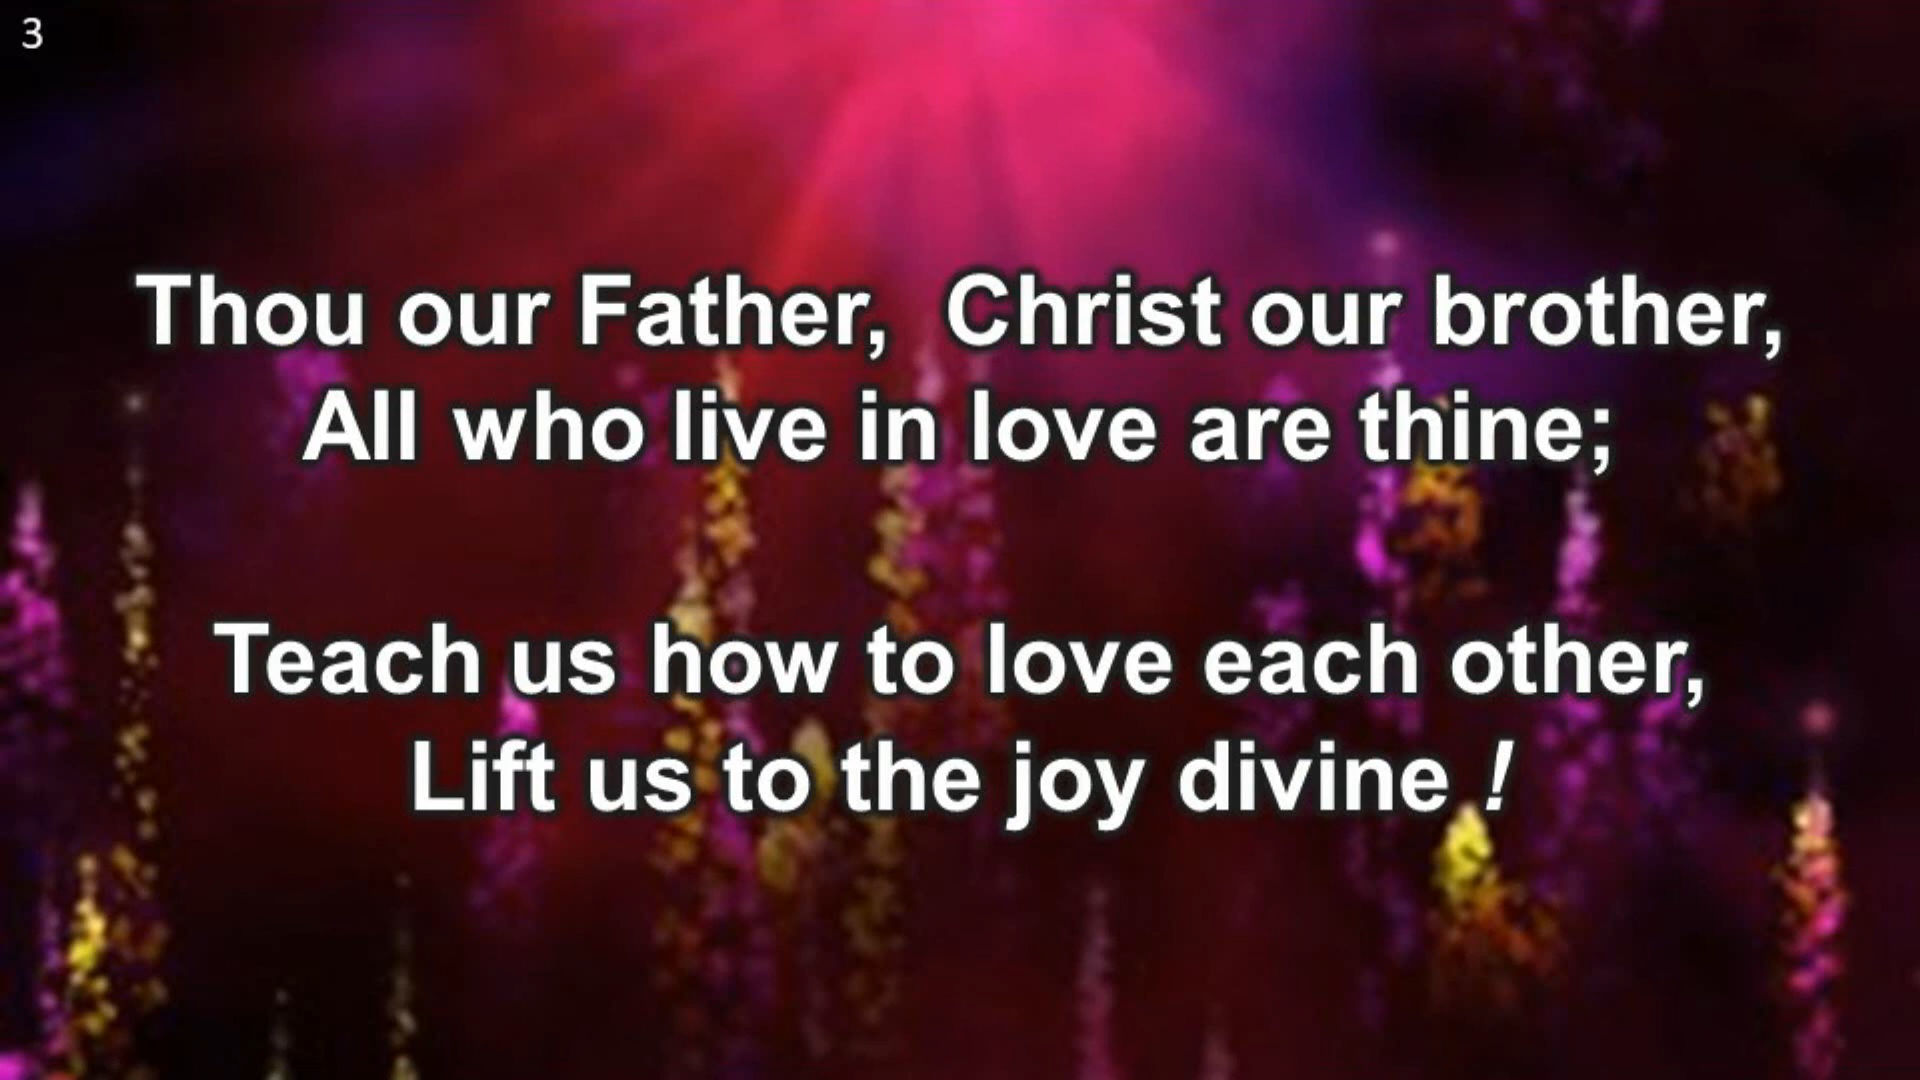 3
Thou our Father, Christ our brother,
All who live in love are thine;
Teach us how to love each other,
Lift us to the joy divine !